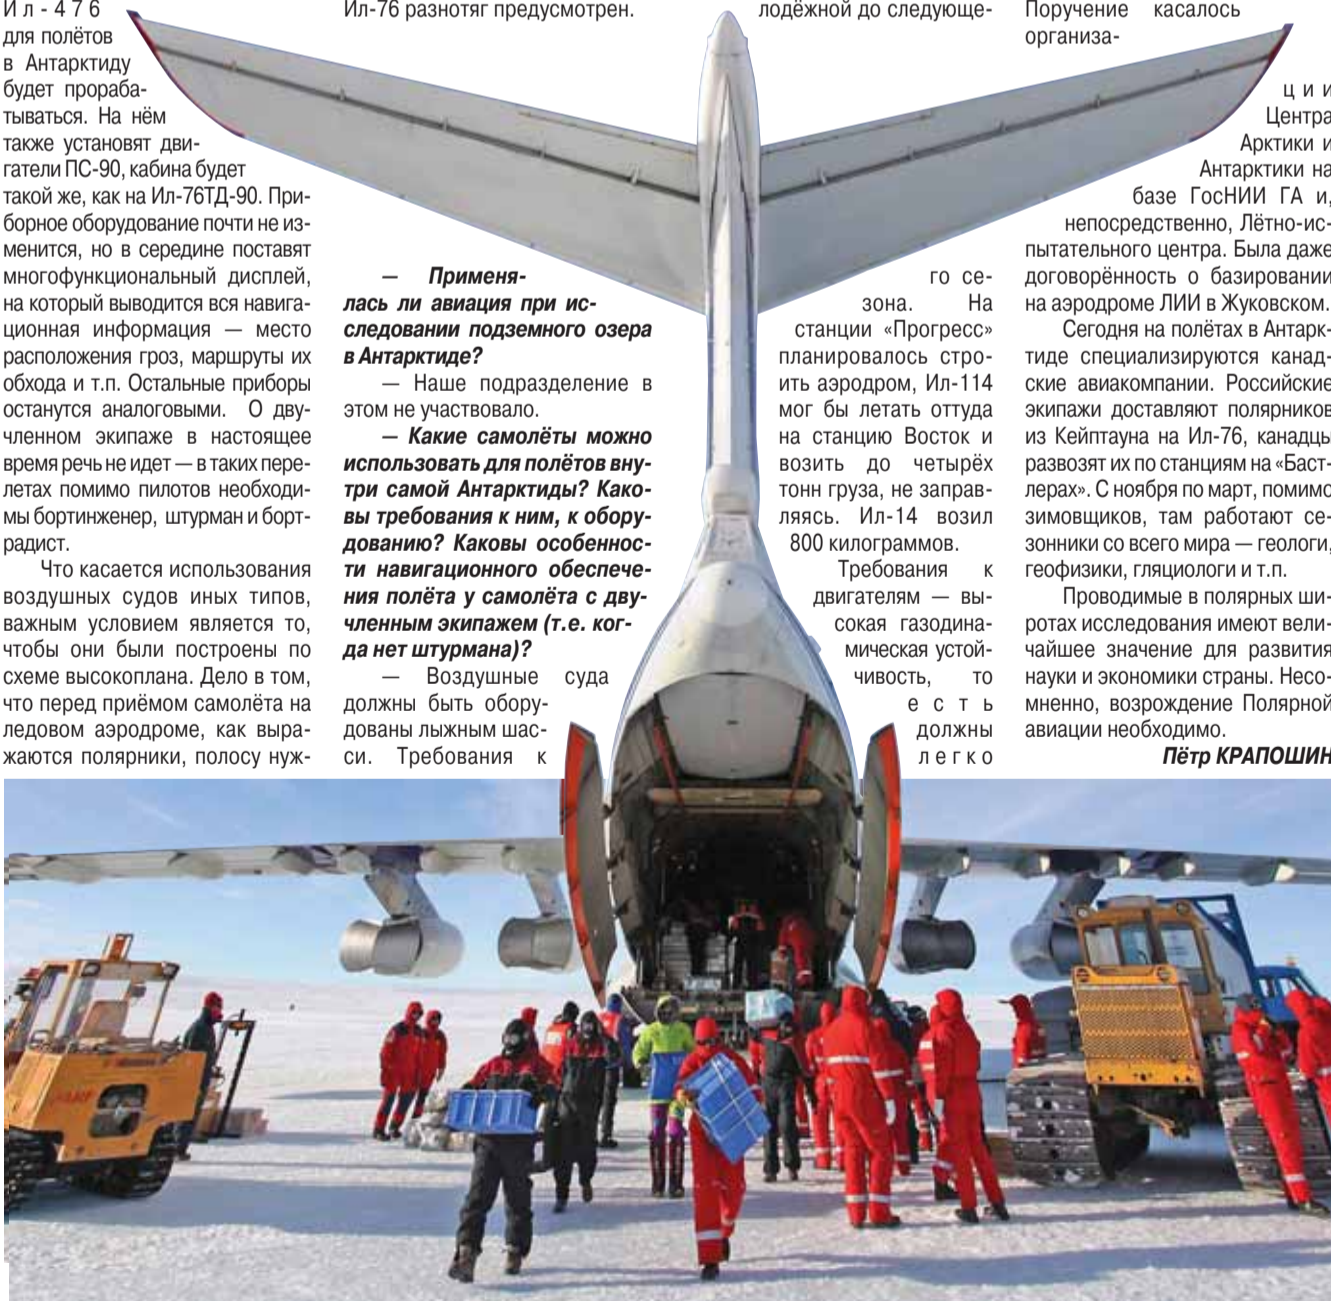 Ил-476
для полётов
в Антарктиду
будет прораба-
тываться. На нём
также установят дви-
гатели ПС-90, кабина будет
такой же, как на Ил-76ТД-90. При-
борное оборудование почти не из-
менится, но в середине поставят
многофункциональный дисплей,
на который выводится вся навига-
ционная информация — место
расположения гроз, маршруты их
обхода и т.п. Остальные приборы
останутся аналоговыми. О дву-
членном экипаже в настоящее
время речь не идет — в таких пере-
летах помимо пилотов необходи-
мы бортинженер, штурман и борт-
радист.
Что касается использования
воздушных судов иных типов,
важным условием является то,
чтобы они были построены по
схеме высокоплана. Дело в том,
что перед приёмом самолёта на
ледовом аэродроме, как выра-
жаются полярники, полосу нуж-
Ил-76 разнотяг предусмотрен.
— Применя-
лась ли авиация при ис-
следовании подземного озера
в Антарктиде?
— Наше подразделение в
этом не участвовало.
— Какие самолёты можно
использовать для полётов вну-
три самой Антарктиды? Како-
вы требования к ним, к обору-
дованию? Каковы особеннос-
ти навигационного обеспече-
ния полёта у самолёта с дву-
членным экипажем (т.е. ког-
да нет штурмана)?
— Воздушные суда
должны быть обору-
дованы лыжным шас-
си. Требования к
лодёжной до следующе-
го се-
зона. На
станции «Прогресс»
планировалось стро-
ить аэродром, Ил-114
мог бы летать оттуда
на станцию Восток и
возить до четырёх
тонн груза, не заправ-
ляясь. Ил-14 возил
800 килограммов.
Требования к
двигателям — вы-
сокая газодина-
мическая устой-
чивость, то
есть
должны
легко
Поручение касалось
организа-
ции
Центра
Арктики и
Антарктики на
базе ГосНИИ ГА и,
непосредственно, Лётно-ис-
пытательного центра. Была даже
договорённость о базировании
на аэродроме ЛИИ в Жуковском.
Сегодня на полётах в Антарк-
тиде специализируются канад-
ские авиакомпании. Российские
экипажи доставляют полярников
из Кейптауна на Ил-76, канадцы
развозят их по станциям на «Баст-
лерах». С ноября по март, помимо
зимовщиков, там работают се-
зонники со всего мира — геологи,
геофизики, гляциологи и т.п.
Проводимые в полярных ши-
ротах исследования имеют вели-
чайшее значение для развития
науки и экономики страны. Несо-
мненно, возрождение Полярной
авиации необходимо.
Пётр КРАПОШИН